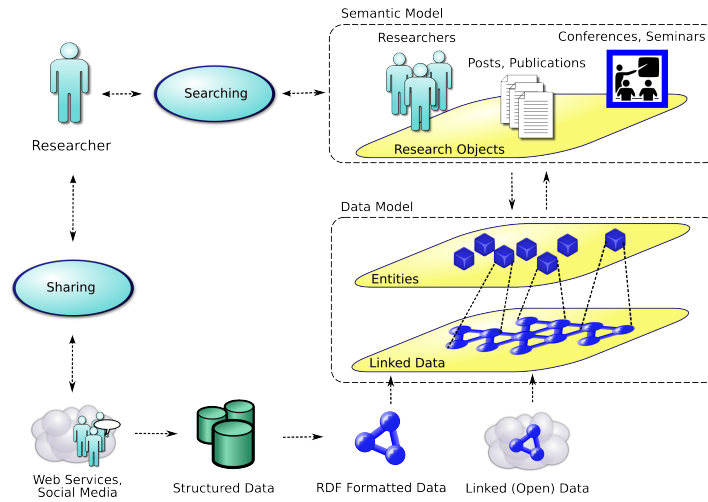 Semantic Model
Conferences, Seminars
Researchers
Posts, Publications
Searching
Researcher
Research Objects
Data Model
Entities
Sharing
Linked Data
Web Services,
Social Media
Structured Data
RDF Formatted Data
Linked (Open) Data